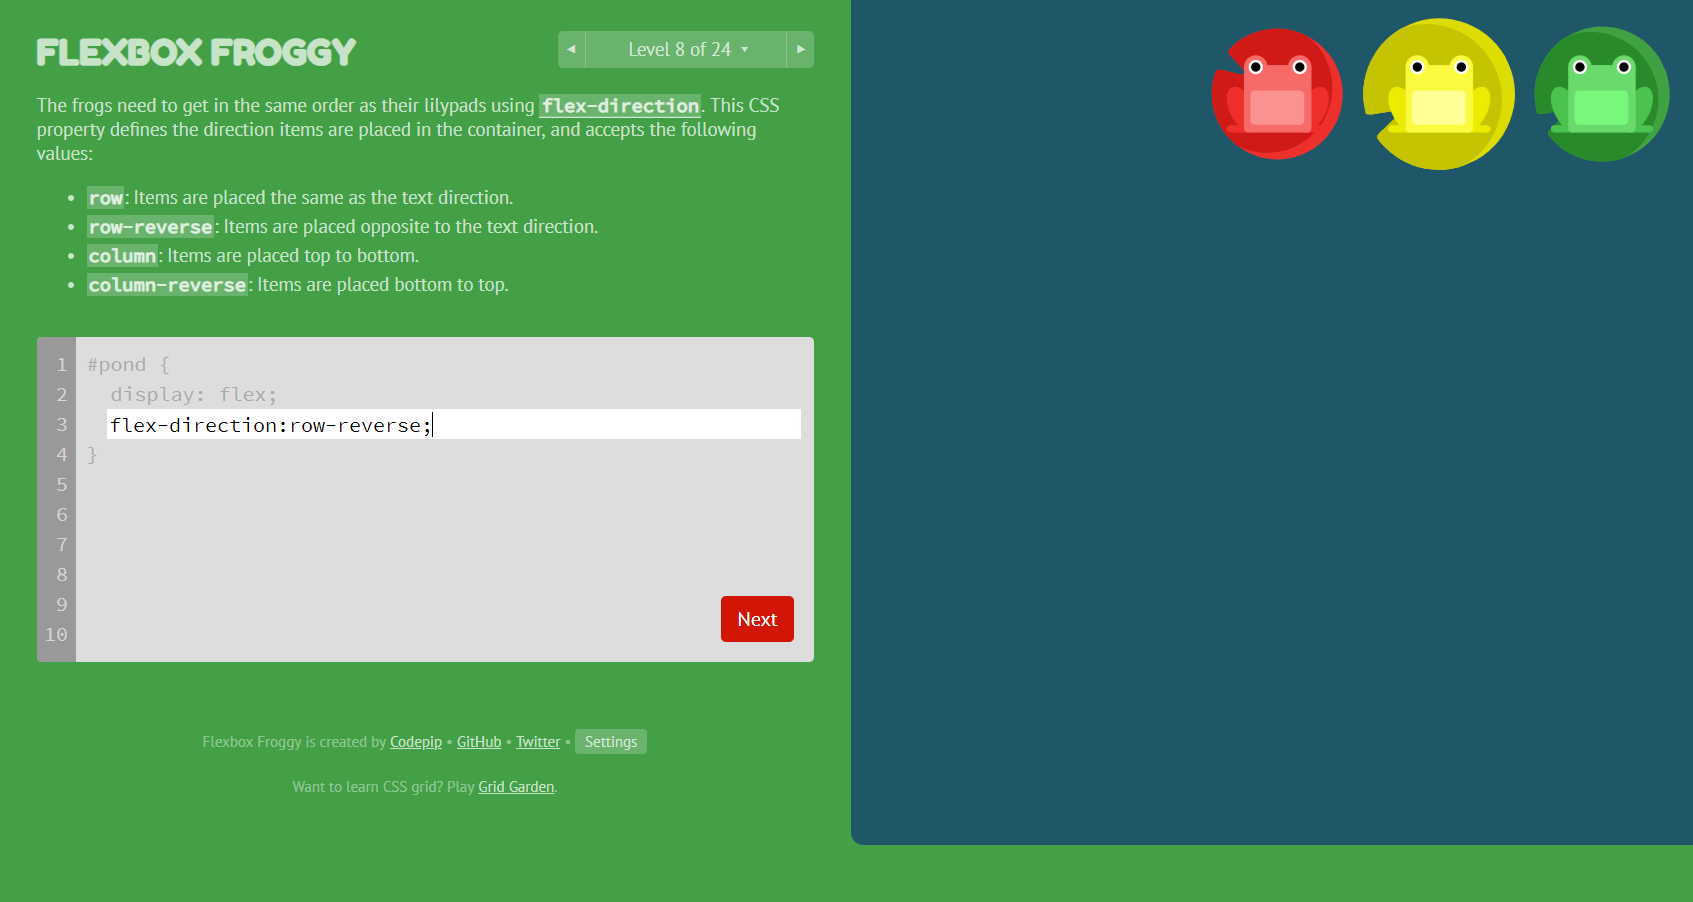 FLEXBOX FROGGY
◀ Level 8 of 24 ▼ ▶
The frogs need to get in the same order as their lilypads using flex-direction. This CSS
property defines the direction items are placed in the container, and accepts the following
values:
• row: Items are placed the same as the text direction.
• row-reverse: Items are placed opposite to the text direction.
• column: Items are placed top to bottom.
• column-reverse: Items are placed bottom to top.
1 #pond {
2 display: flex;
3 flex-direction:row-reverse;
4 }
5
6
7
8
9
10
Next
Flexbox Froggy is created by Codepip • GitHub • Twitter • Settings
Want to learn CSS grid? Play Grid Garden.